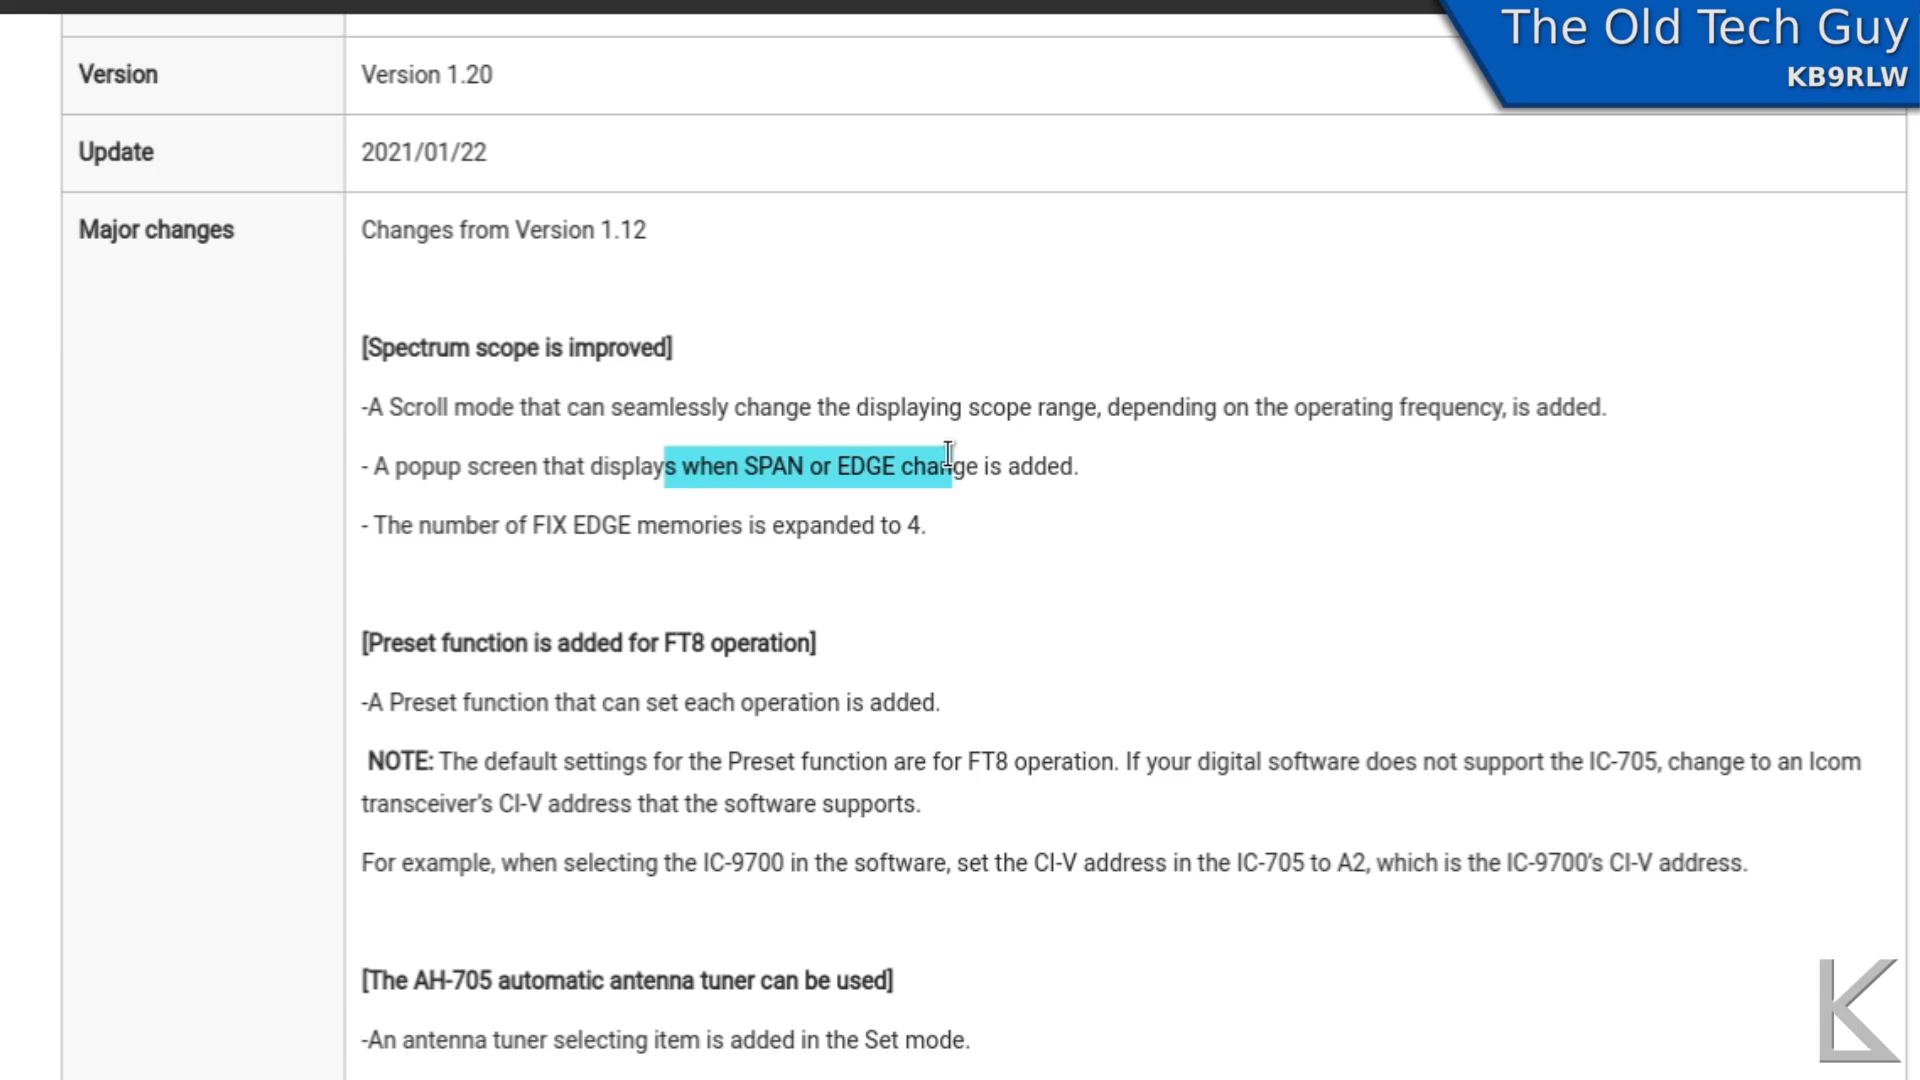 The Old Tech Guy
KB9RLW
Version
Version 1.20
Update
2021/01/22
Major changes
Changes from Version 1.12
[Spectrum scope is improved]
-A Scroll mode that can seamlessly change the displaying scope range, depending on the operating frequency, is added.
- A popup screen that displays when SPAN or EDGE change is added.
- The number of FIX EDGE memories is expanded to 4.
[Preset function is added for FT8 operation]
-A Preset function that can set each operation is added.
NOTE: The default settings for the Preset function are for FT8 operation. If your digital software does not support the IC-705, change to an Icom
transceiver's CI-V address that the software supports.
For example, when selecting the IC-9700 in the software, set the CI-V address in the IC-705 to A2, which is the IC-9700's CI-V address.
[The AH-705 automatic antenna tuner can be used]
-An antenna tuner selecting item is added in the Set mode.
K